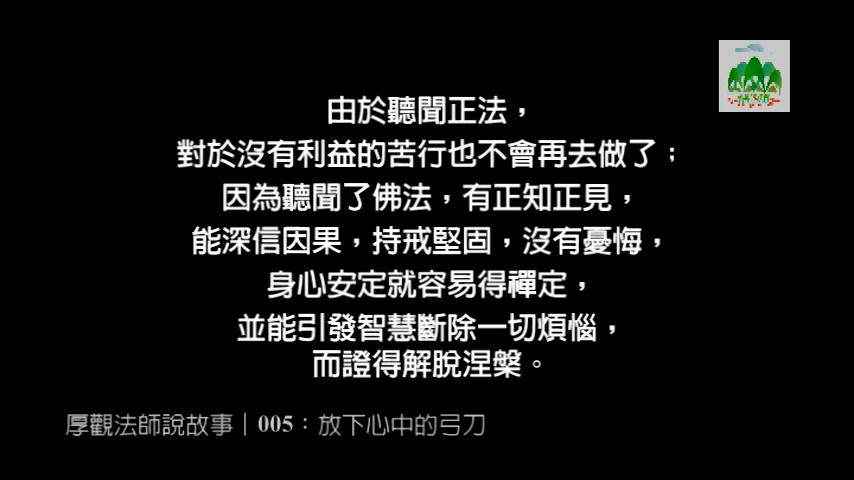 由於聽聞正法，
對於沒有利益的苦行也不會再去做了；
因為聽聞了佛法，有正知正見，
能深信因果，持戒堅固，沒有憂悔，
身心安定就容易得禪定，
並能引發智慧斷除一切煩惱，
而證得解脫涅槃。
厚觀法師說故事｜005：放下心中的弓刀